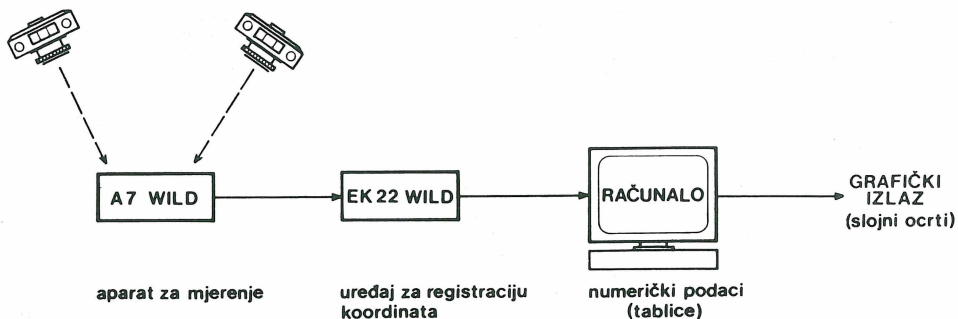 A7 WILD
EK 22 WILD
RAČUNALO
GRAFIČKI
IZLAZ
(slojni ocrti)
aparat za mjerenje
uređaj za registraciju
koordinata
numerički podaci
(tablice)